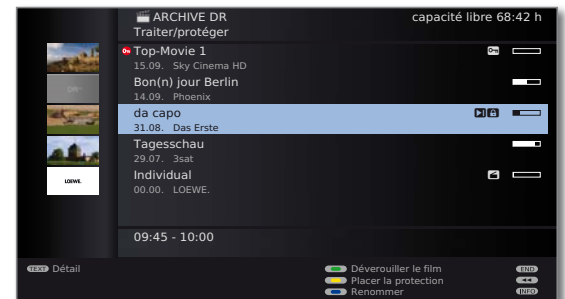 ARCHIVE DR capacité libre 68:42 h
Traiter/protéger
Top-Movie 1
15.09. Sky Cinema HD
Bon(n) jour Berlin
14.09. Phoenix
da capo
31.08. Das Erste
Tagesschau
29.07. 3sat
Individual
00.00. LOEWE.
LOEWE.
09:45 - 10:00
TEXT Détail
Déverouiller le film END
Placer la protection
Renommer INFO